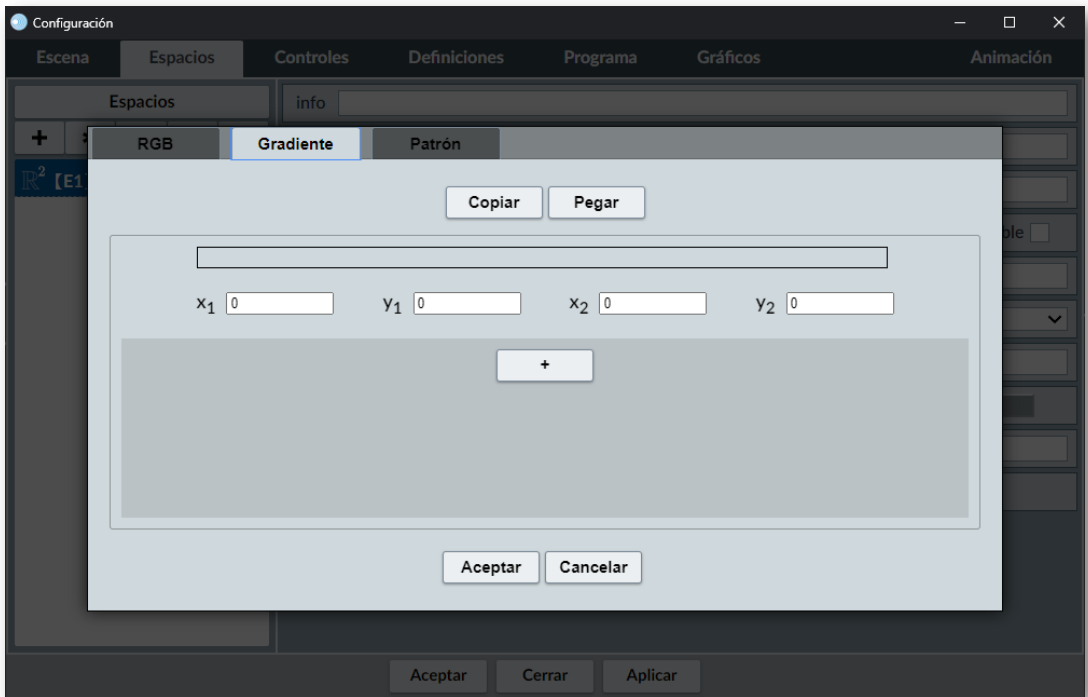 Configuración
Escena Espacios Controles Definiciones Programa Gráficos Animación
Espacios info
+
RGB Gradiente Patrón
ℝ² [E1
Copiar Pegar
ble
x₁ 0 y₁ 0 x₂ 0 y₂ 0
+
Aceptar Cancelar
Aceptar Cerrar Aplicar